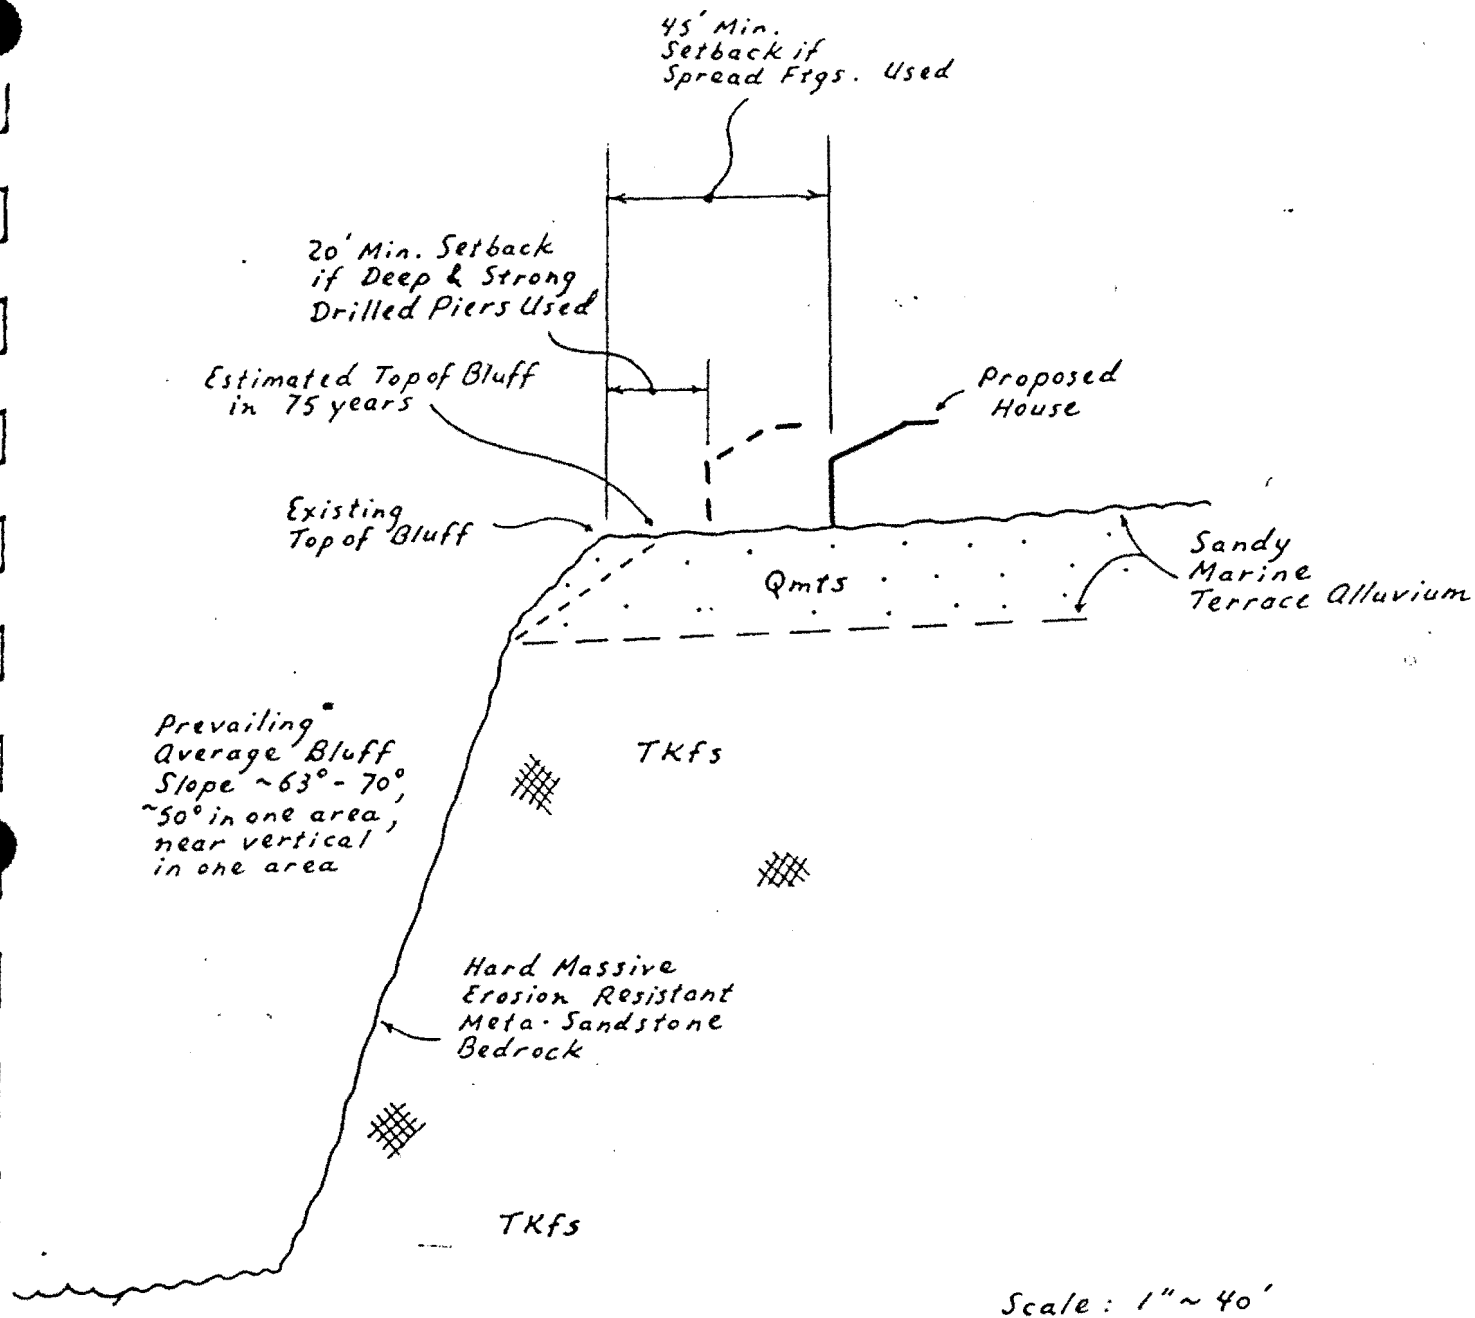 45' Min.
Setback if
Spread Ftgs. Used
20' Min. Setback
if Deep & Strong
Drilled Piers Used
Estimated Top of Bluff
in 75 years
Proposed
House
Existing
Top of Bluff
Sandy
Marine
Terrace Alluvium
Qmts
Prevailing
Average Bluff
Slope ~63° - 70°,
~50° in one area,
near vertical
in one area
TKfs
Hard Massive
Erosion Resistant
Meta-Sandstone
Bedrock
TKfs
Scale: 1" ~ 40'